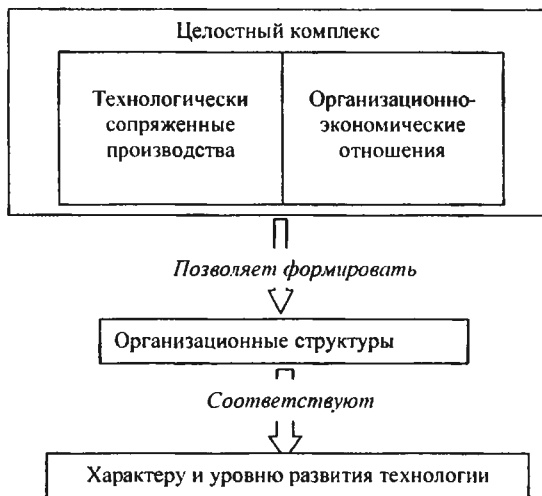 Целостный комплекс
Технологически
сопряженные
производства
Организационно-
экономические
отношения
Позволяет формировать
Организационные структуры
Соответствуют
Характеру и уровню развития технологии